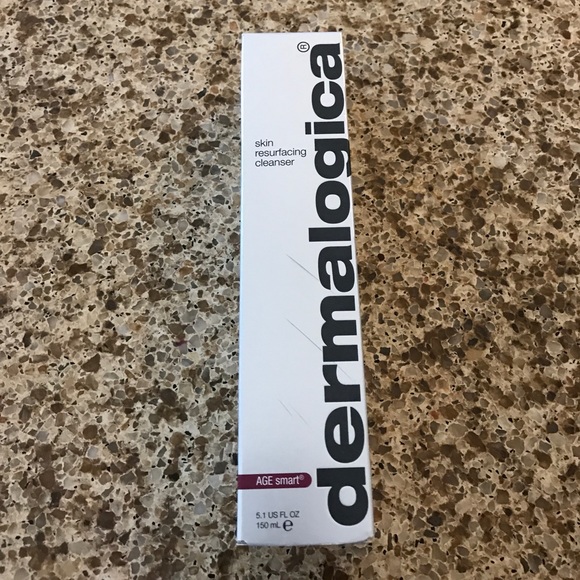 dermalogica®
skin
resurfacing
cleanser
AGE smart®
5.1 US FL OZ
150 mL ℮